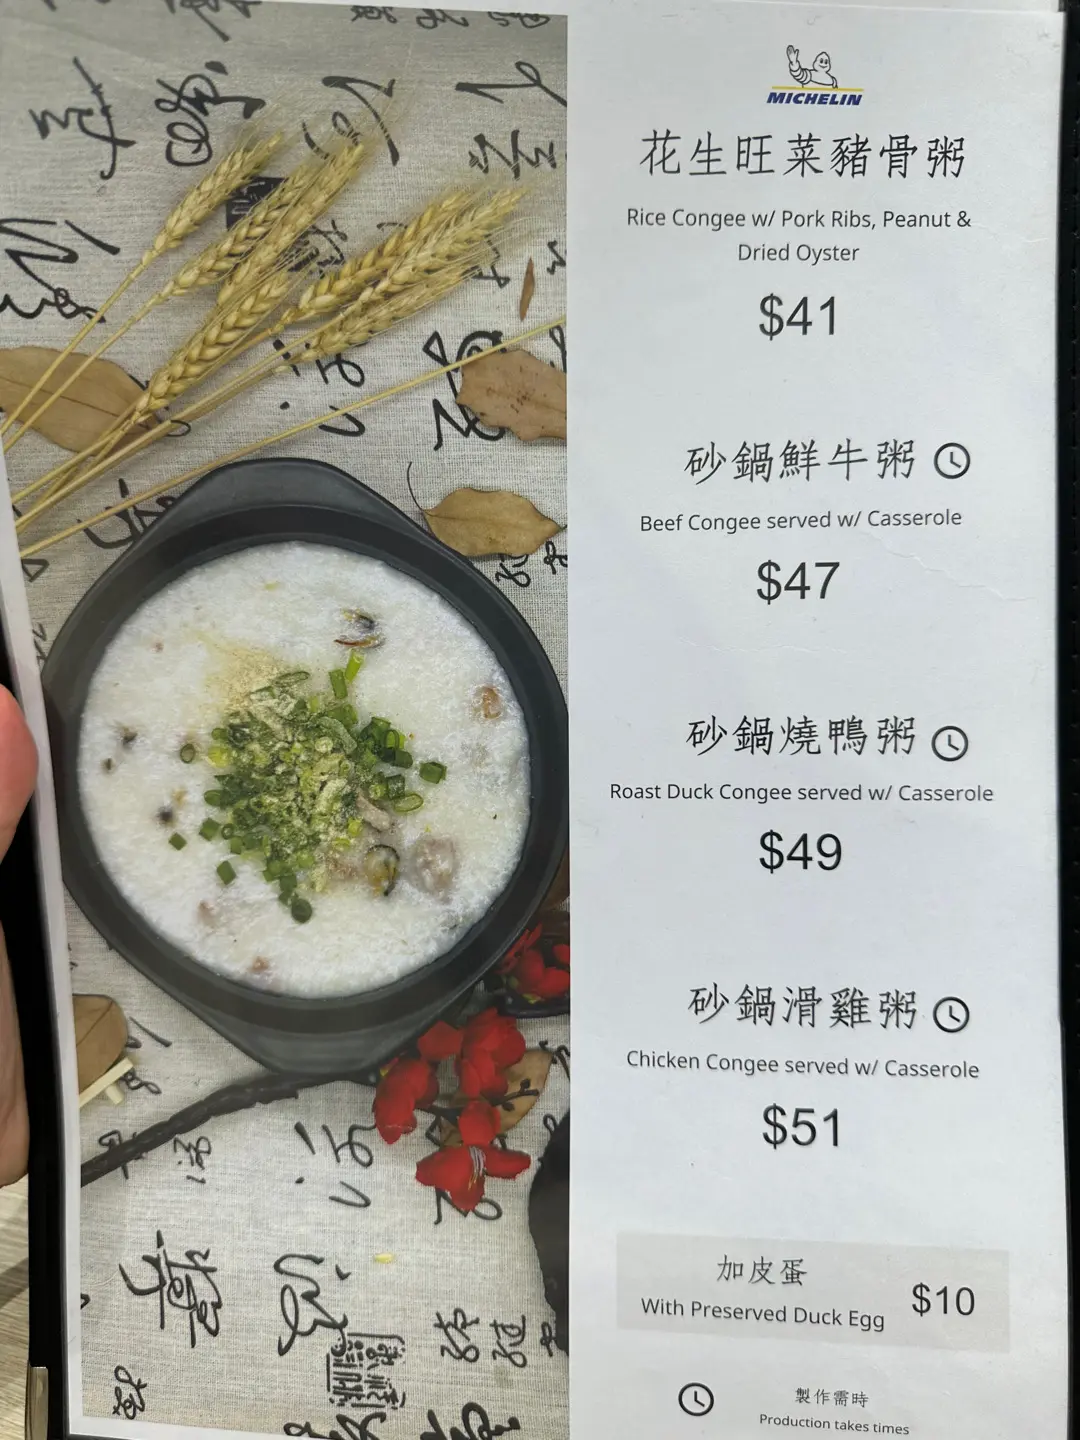 MICHELIN
花生旺菜豬骨粥
Rice Congee w/ Pork Ribs, Peanut &
Dried Oyster
$41
砂鍋鮮牛粥
Beef Congee served w/ Casserole
$47
砂鍋燒鴨粥
Roast Duck Congee served w/ Casserole
$49
砂鍋滑雞粥
Chicken Congee served w/ Casserole
$51
加皮蛋
With Preserved Duck Egg
$10
製作需時
Production takes times